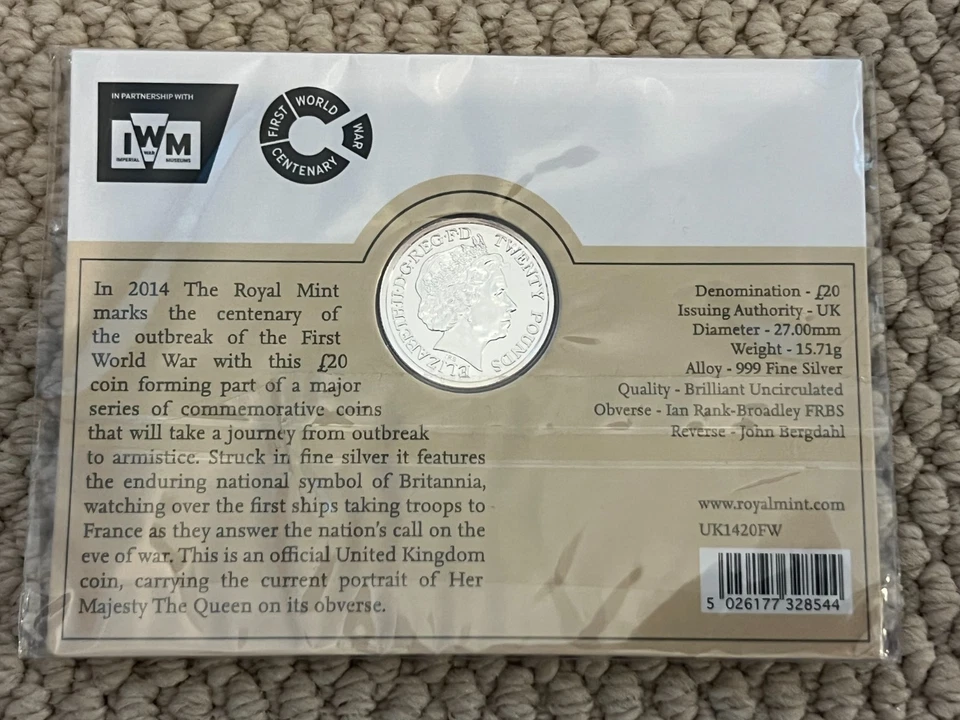 IN PARTNERSHIP WITH
IWM
IMPERIAL WAR MUSEUMS
FIRST WORLD WAR CENTENARY
ELIZABETH·II·D·G·REG·F·D TWENTY POUNDS
In 2014 The Royal Mint
marks the centenary of
the outbreak of the First
World War with this £20
coin forming part of a major
series of commemorative coins
that will take a journey from outbreak
to armistice. Struck in fine silver it features
the enduring national symbol of Britannia,
watching over the first ships taking troops to
France as they answer the nation's call on the
eve of war. This is an official United Kingdom
coin, carrying the current portrait of Her
Majesty The Queen on its obverse.
Denomination - £20
Issuing Authority - UK
Diameter - 27.00mm
Weight - 15.71g
Alloy - 999 Fine Silver
Quality - Brilliant Uncirculated
Obverse - Ian Rank-Broadley FRBS
Reverse - John Bergdahl
www.royalmint.com
UK1420FW
5 026177 328544